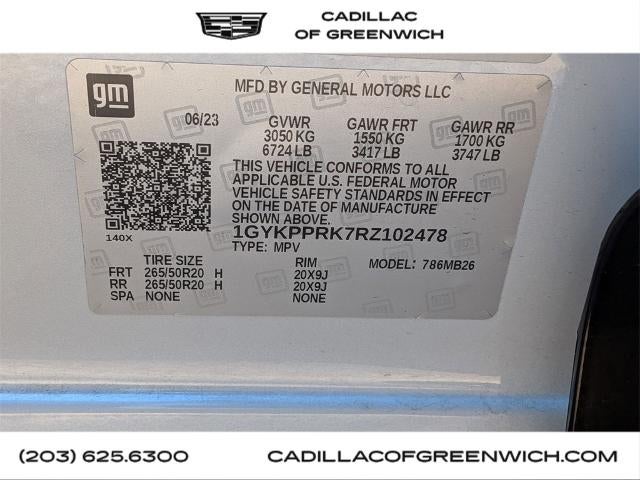 CADILLAC
OF GREENWICH
gm
MFD BY GENERAL MOTORS LLC
06/23 GVWR GAWR FRT GAWR RR
3050 KG 1550 KG 1700 KG
6724 LB 3417 LB 3747 LB
THIS VEHICLE CONFORMS TO ALL
APPLICABLE U.S. FEDERAL MOTOR
VEHICLE SAFETY STANDARDS IN EFFECT
ON THE DATE OF MANUFACTURE
SHOWN ABOVE.
140X
1GYKPPRK7RZ102478
TYPE: MPV
TIRE SIZE RIM MODEL: 786MB26
FRT 265/50R20 H 20X9J
RR 265/50R20 H 20X9J
SPA NONE NONE
(203) 625.6300 CADILLACOFGREENWICH.COM